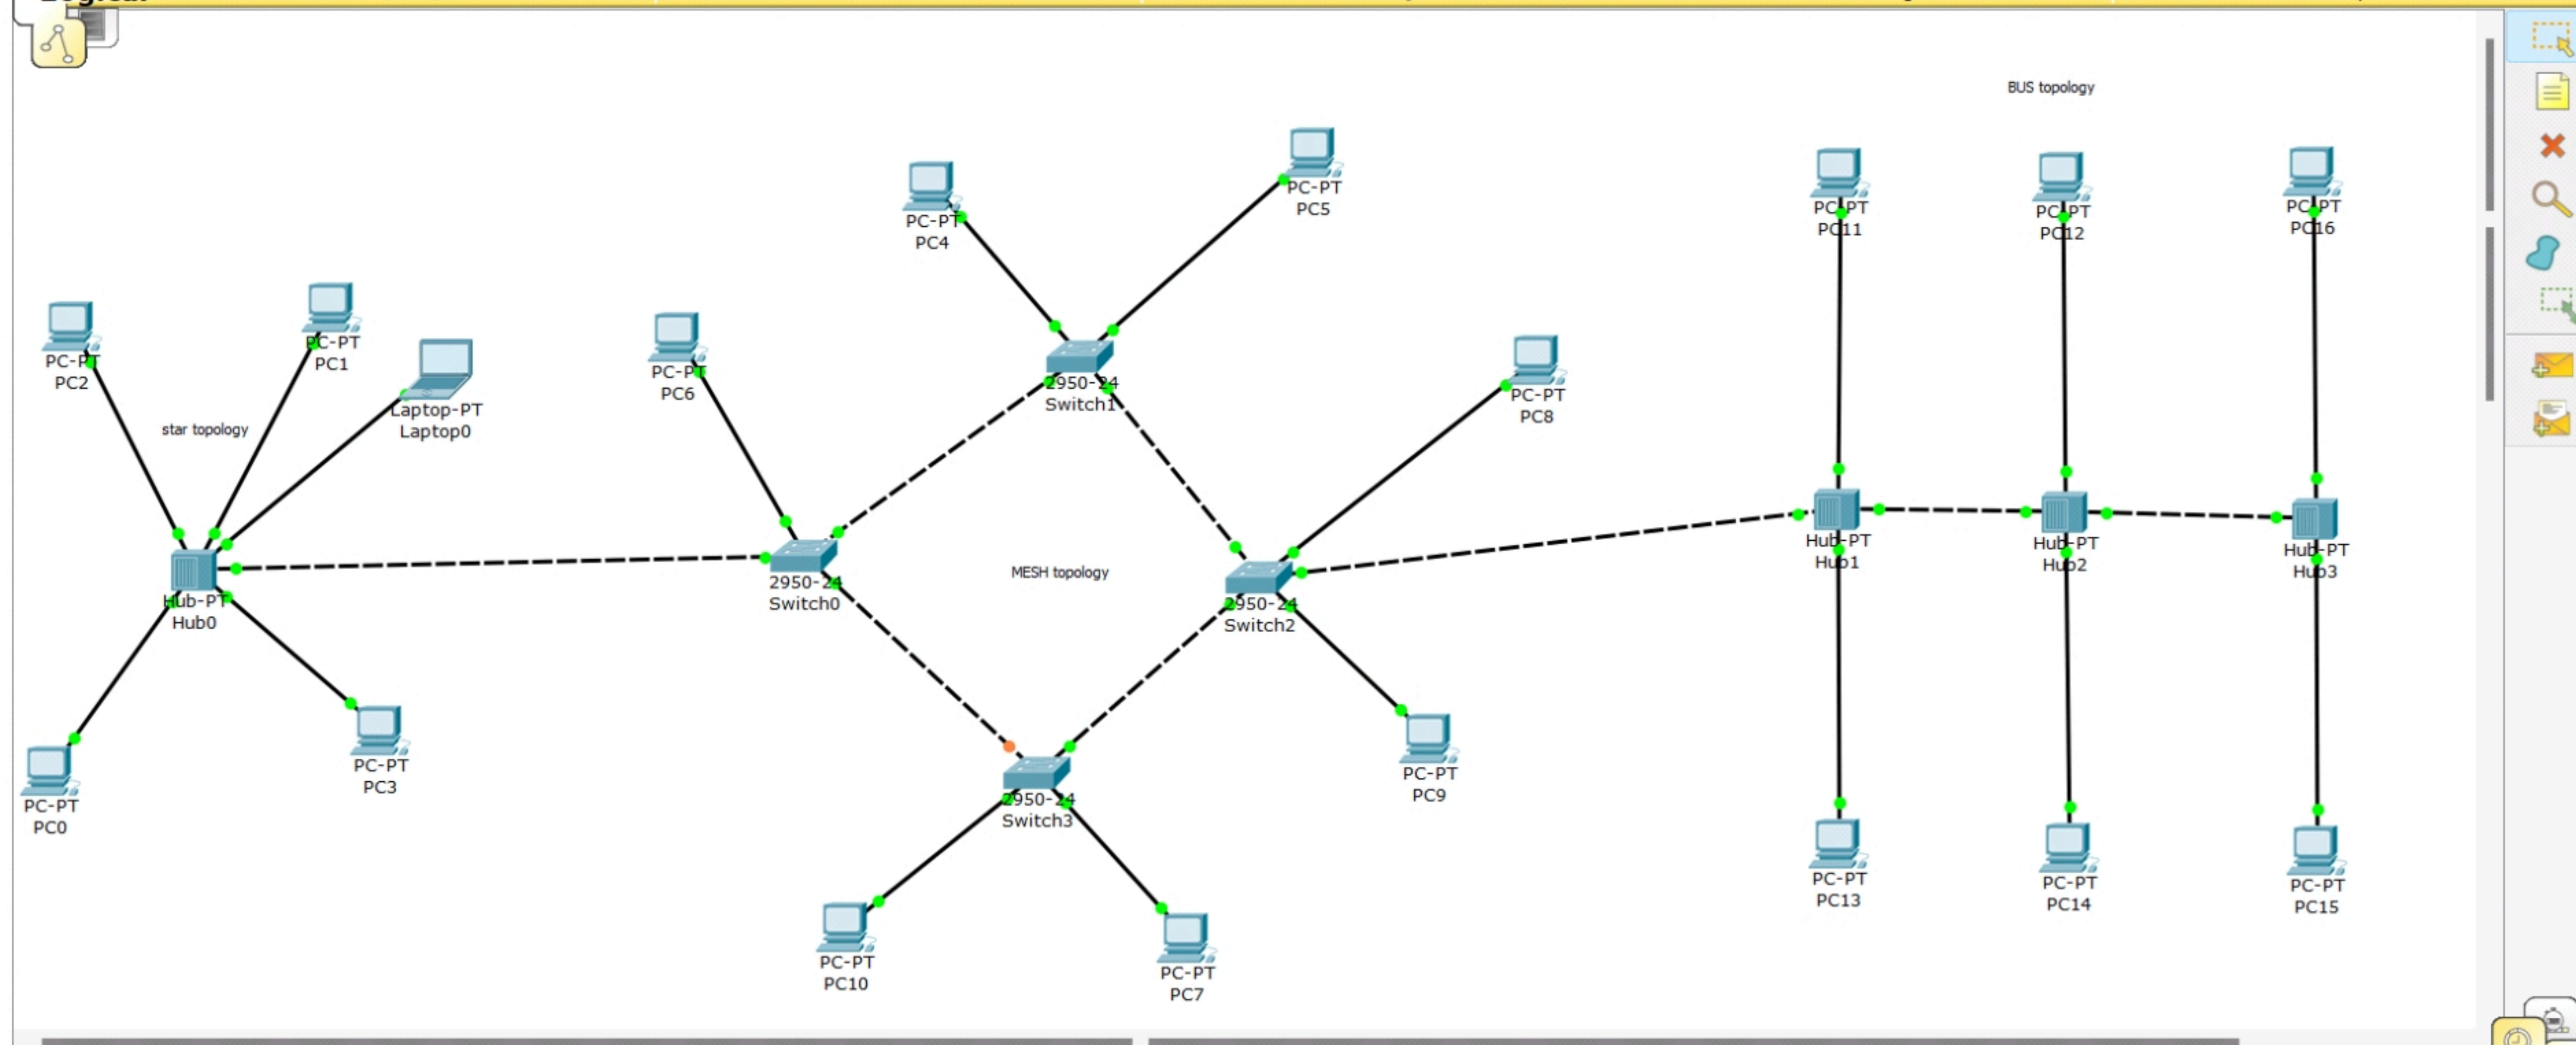 BUS topology
PC-PT
PC4
PC-PT
PC5
PC-PT
PC11
PC-PT
PC12
PC-PT
PC16
PC-PT
PC2
PC-PT
PC1
Laptop-PT
Laptop0
star topology
PC-PT
PC6
2950-24
Switch1
PC-PT
PC8
Hub-PT
Hub0
2950-24
Switch0
MESH topology
2950-24
Switch2
Hub-PT
Hub1
Hub-PT
Hub2
Hub-PT
Hub3
PC-PT
PC0
PC-PT
PC3
2950-24
Switch3
PC-PT
PC9
PC-PT
PC10
PC-PT
PC7
PC-PT
PC13
PC-PT
PC14
PC-PT
PC15